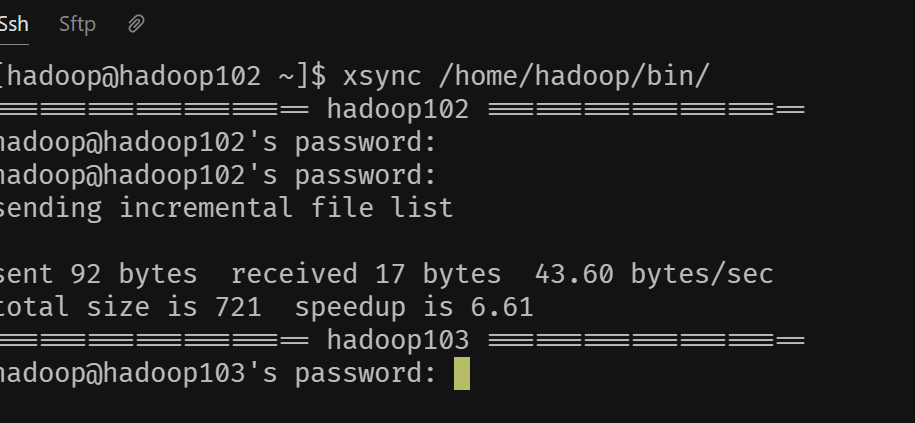 Ssh Sftp
[hadoop@hadoop102 ~]$ xsync /home/hadoop/bin/
==================== hadoop102 ====================
hadoop@hadoop102's password:
hadoop@hadoop102's password:
sending incremental file list
sent 92 bytes  received 17 bytes  43.60 bytes/sec
total size is 721  speedup is 6.61
==================== hadoop103 ====================
hadoop@hadoop103's password: